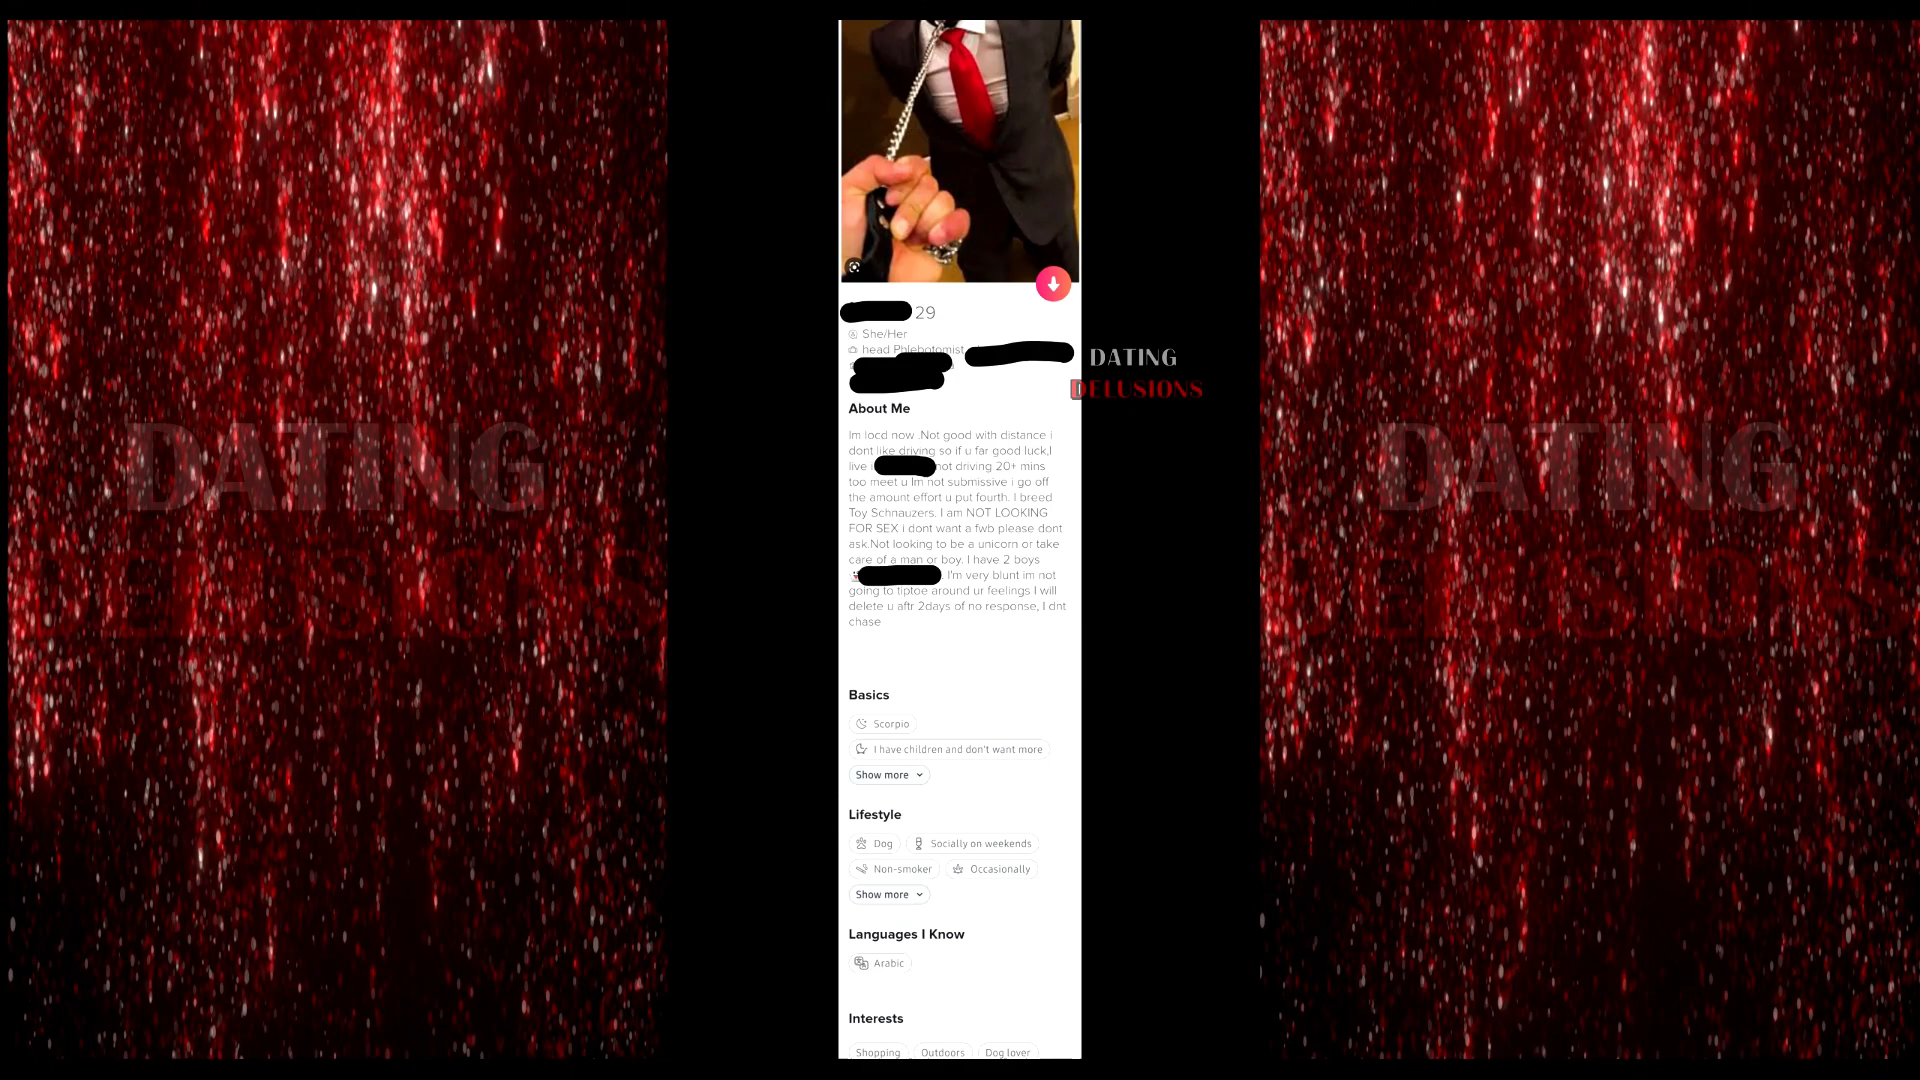 29
She/Her
head Phlebotomist
DATING
DELUSIONS
About Me
Im locd now .Not good with distance i
dont like driving so if u far good luck,I
live not driving 20+ mins
too meet u Im not submissive i go off
the amount effort u put fourth. I breed
Toy Schnauzers. I am NOT LOOKING
FOR SEX i dont want a fwb please dont
ask.Not looking to be a unicorn or take
care of a man or boy. I have 2 boys
. I'm very blunt im not
going to tiptoe around ur feelings I will
delete u aftr 2days of no response, I dnt
chase
DATING
DELUSIONS
DATING
DELUSIONS
Basics
Scorpio
I have children and don't want more
Show more
Lifestyle
Dog Socially on weekends
Non-smoker Occasionally
Show more
Languages I Know
Arabic
Interests
Shopping Outdoors Dog lover